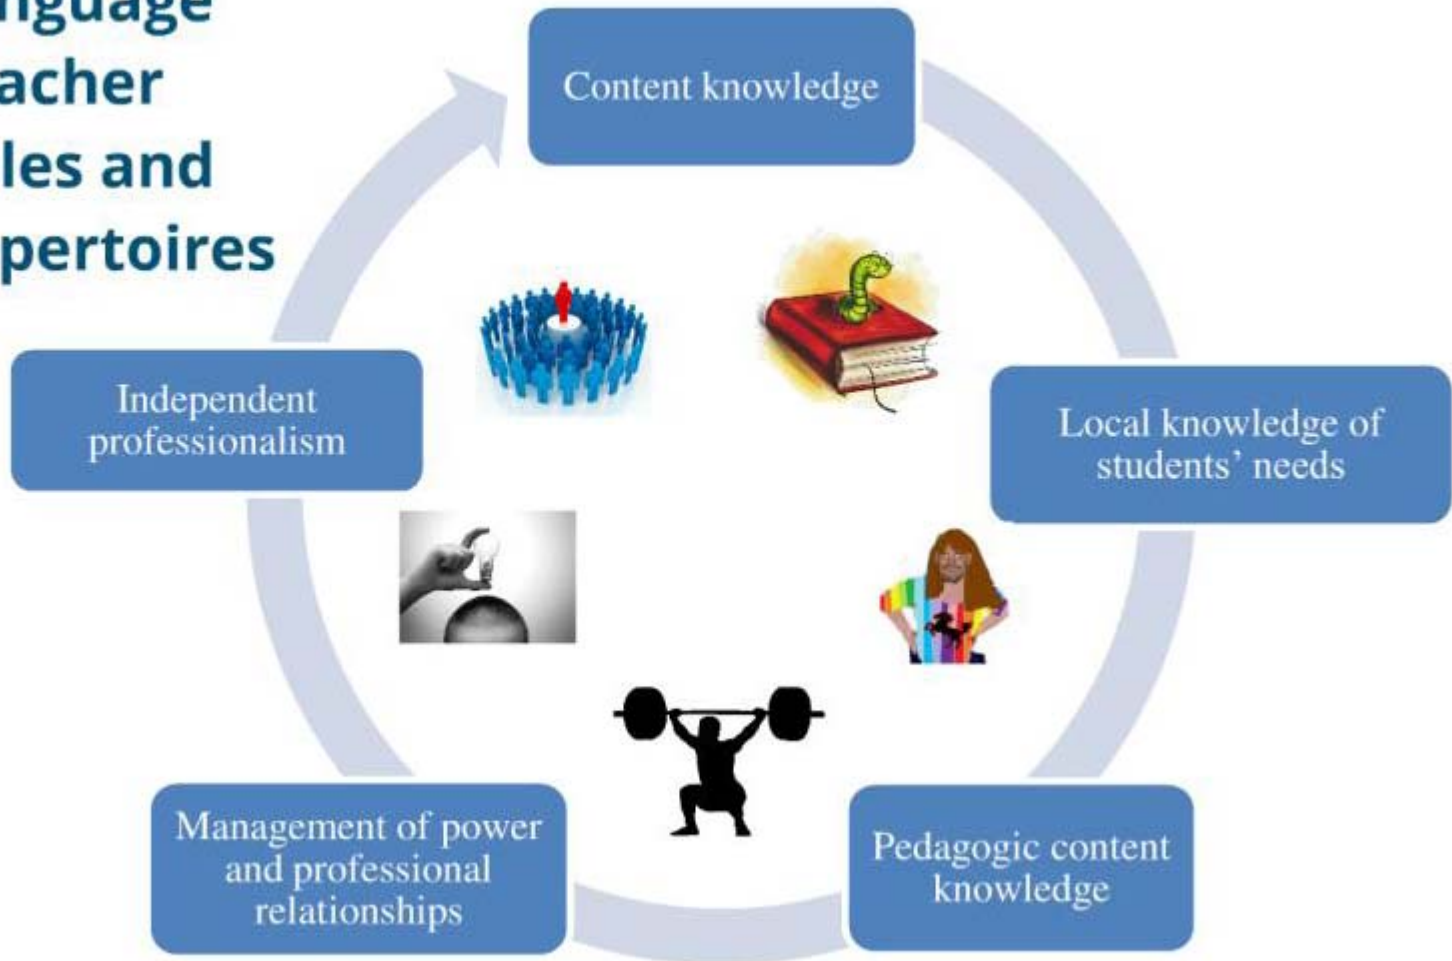 nguage
acher
les and
pertoires
Content knowledge
Local knowledge of
students’ needs
Pedagogic content
knowledge
Management of power
and professional
relationships
Independent
professionalism